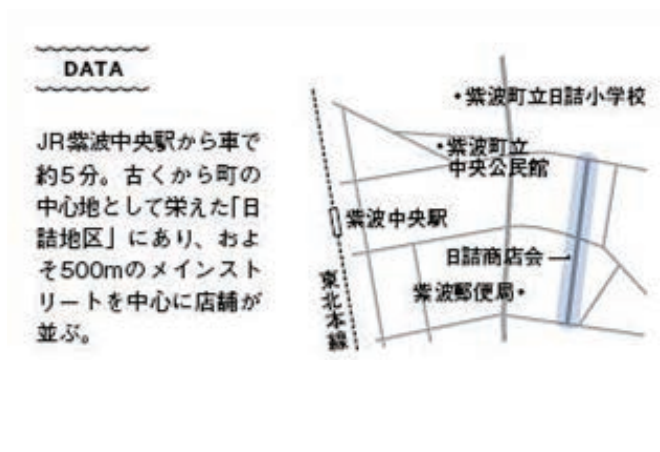 DATA
JR紫波中央駅から車で
約5分。古くから町の
中心地として栄えた「日
詰地区」にあり、およ
そ500mのメインスト
リートを中心に店舗が
並ぶ。
・紫波町立日詰小学校
・紫波町立
中央公民館
紫波中央駅
日詰商店会
紫波郵便局・
東北本線